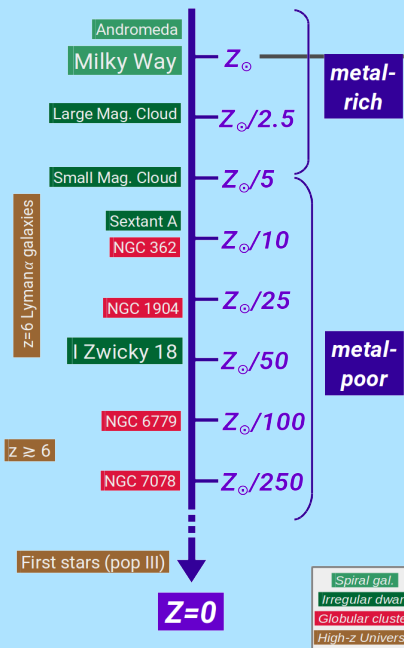 Andromeda
Milky Way
Z☉
metal-
rich
Large Mag. Cloud
Z☉/2.5
Small Mag. Cloud
Z☉/5
z=6 Lymanα galaxies
Sextant A
NGC 362
Z☉/10
NGC 1904
Z☉/25
I Zwicky 18
Z☉/50
metal-
poor
NGC 6779
Z☉/100
z ≳ 6
NGC 7078
Z☉/250
First stars (pop III)
Z=0
Spiral gal.
Irregular dwar
Globular cluste
High-z Univers